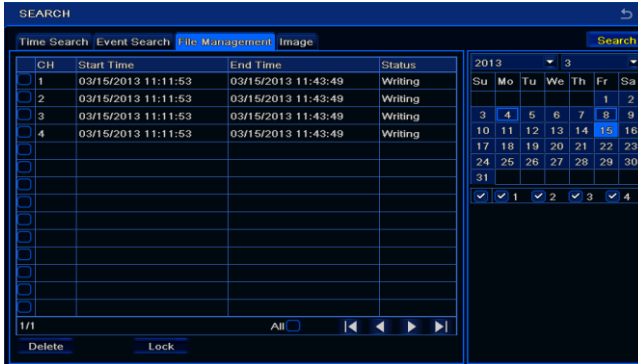 SEARCH
Time Search Event Search File Management Image Search
CH Start Time End Time Status
1 03/15/2013 11:11:53 03/15/2013 11:43:49 Writing
2 03/15/2013 11:11:53 03/15/2013 11:43:49 Writing
3 03/15/2013 11:11:53 03/15/2013 11:43:49 Writing
4 03/15/2013 11:11:53 03/15/2013 11:43:49 Writing
1/1 All
Delete Lock
2013 3
Su Mo Tu We Th Fr Sa
1 2
3 4 5 6 7 8 9
10 11 12 13 14 15 16
17 18 19 20 21 22 23
24 25 26 27 28 29 30
31
1 2 3 4